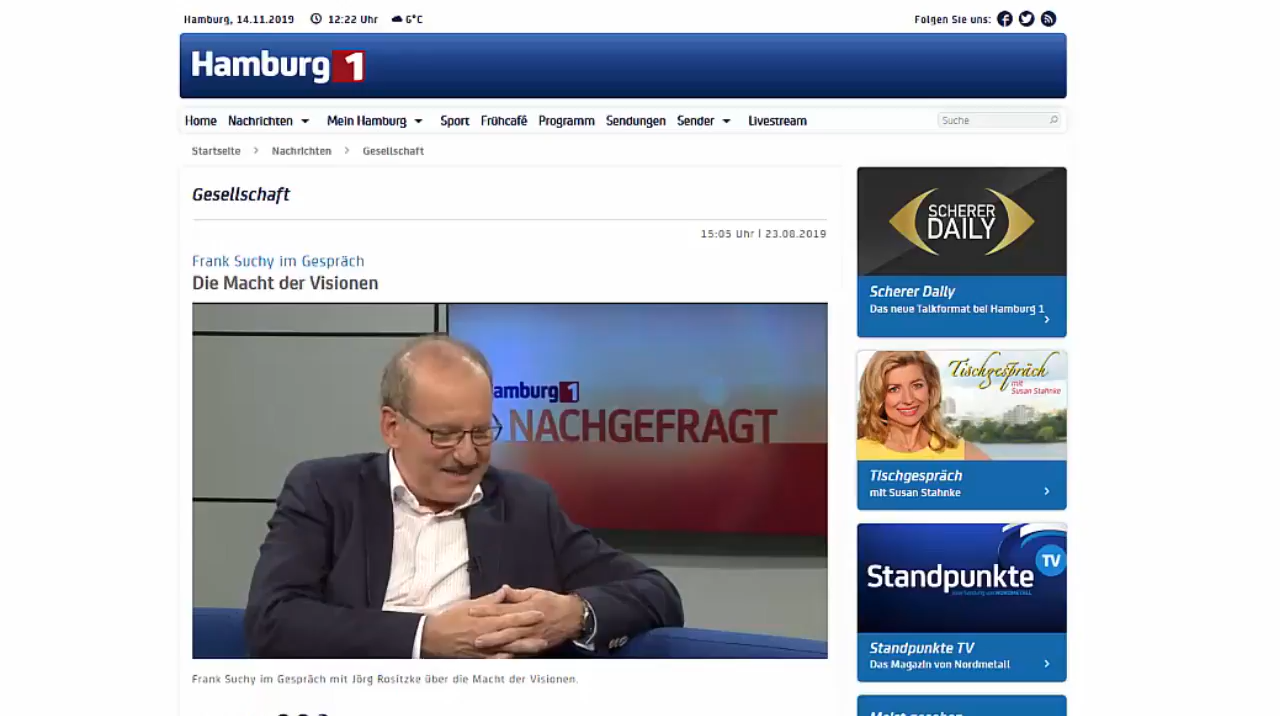 Hamburg, 14.11.2019 12:22 Uhr 6°C Folgen Sie uns:
Hamburg 1
Home Nachrichten Mein Hamburg Sport Frühcafé Programm Sendungen Sender Livestream Suche
Startseite > Nachrichten > Gesellschaft
Gesellschaft
15:05 Uhr | 23.08.2019
Frank Suchy im Gespräch
Die Macht der Visionen
amburg 1
NACHGEFRAGT
Frank Suchy im Gespräch mit Jörg Rositzke über die Macht der Visionen.
SCHERER
DAILY
Scherer Daily
Das neue Talkformat bei Hamburg 1
Tischgespräch
mit
Susan Stahnke
Tischgespräch
mit Susan Stahnke
TV
Standpunkte
Standpunkte TV
Das Magazin von Nordmetall